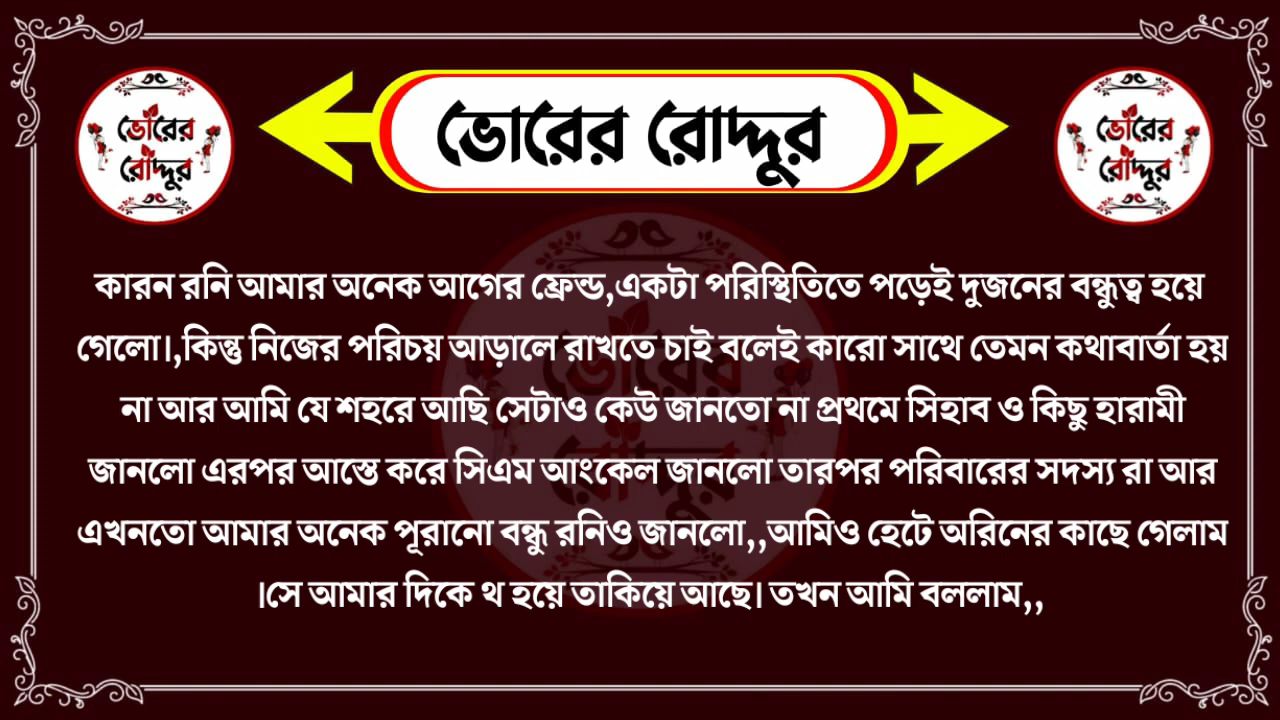 ভোরের রোদ্দুর
ভোরের
রোদ্দুর
ভোরের
রোদ্দুর
কারন রনি আমার অনেক আগের ফ্রেন্ড,একটা পরিস্থিতিতে পড়েই দুজনের বন্ধুত্ব হয়ে
গেলো।,কিন্তু নিজের পরিচয় আড়ালে রাখতে চাই বলেই কারো সাথে তেমন কথাবার্তা হয়
না আর আমি যে শহরে আছি সেটাও কেউ জানতো না প্রথমে সিহাব ও কিছু হারামী
জানলো এরপর আস্তে করে সিএম আংকেল জানলো তারপর পরিবারের সদস্য রা আর
এখনতো আমার অনেক পূরানো বন্ধু রনিও জানলো,,আমিও হেটে অরিনের কাছে গেলাম
।সে আমার দিকে থ হয়ে তাকিয়ে আছে। তখন আমি বললাম,,
ভোরের
রোদ্দুর